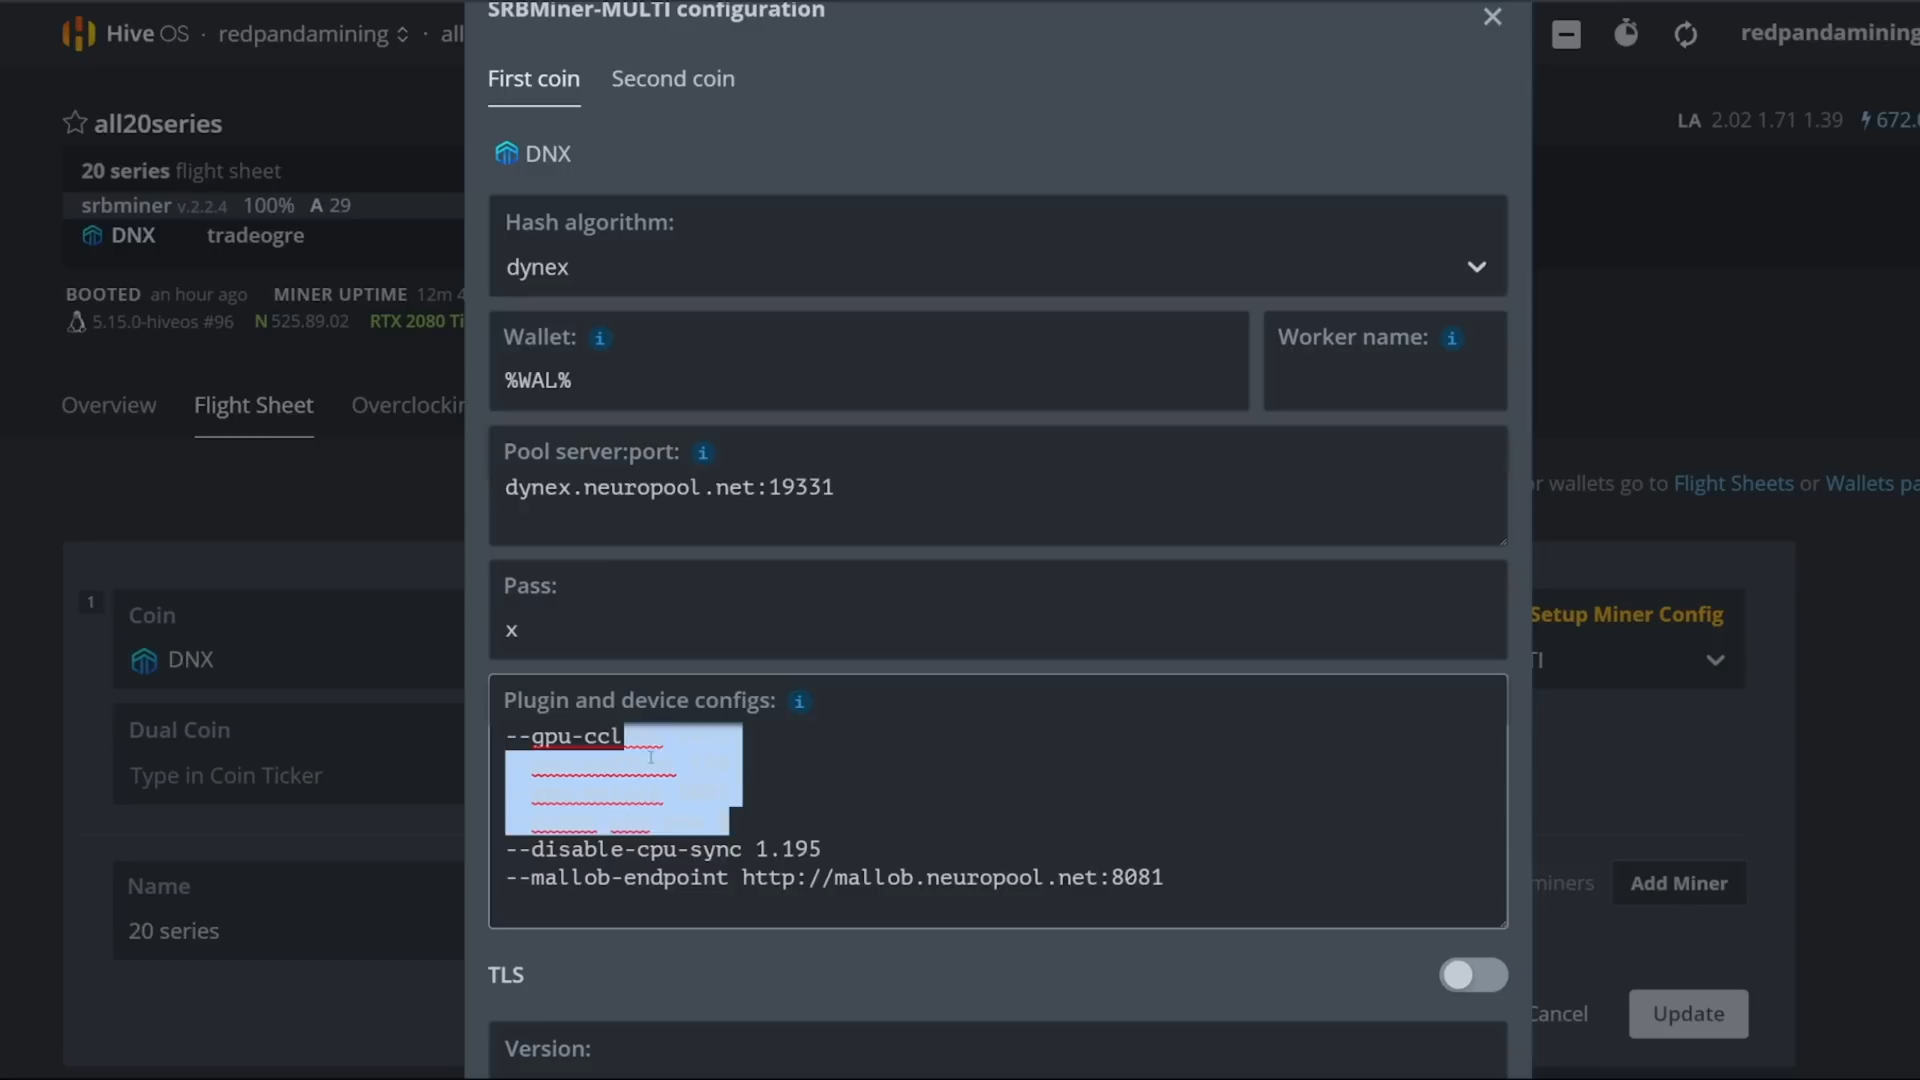 SRBMiner-MULTI configuration
Hive OS · redpandamining · all
redpandamining
First coin Second coin
all20series
LA 2.02 1.71 1.39 672.
DNX
20 series flight sheet
srbminer v.2.2.4 100% A 29
DNX tradeogre
Hash algorithm:
dynex
BOOTED an hour ago MINER UPTIME 12m 4
5.15.0-hiveos #96 N 525.89.02 RTX 2080 Ti
Wallet: i
%WAL%
Worker name: i
Overview Flight Sheet Overclockin
Pool server:port: i
dynex.neuropool.net:19331
r wallets go to Flight Sheets or Wallets pa
Pass:
x
1
Coin
DNX
Setup Miner Config
TI
Plugin and device configs: i
--gpu-ccl
--disable-cpu-sync 1.195
--mallob-endpoint http://mallob.neuropool.net:8081
Dual Coin
Type in Coin Ticker
Name
20 series
miners Add Miner
TLS
Cancel Update
Version: